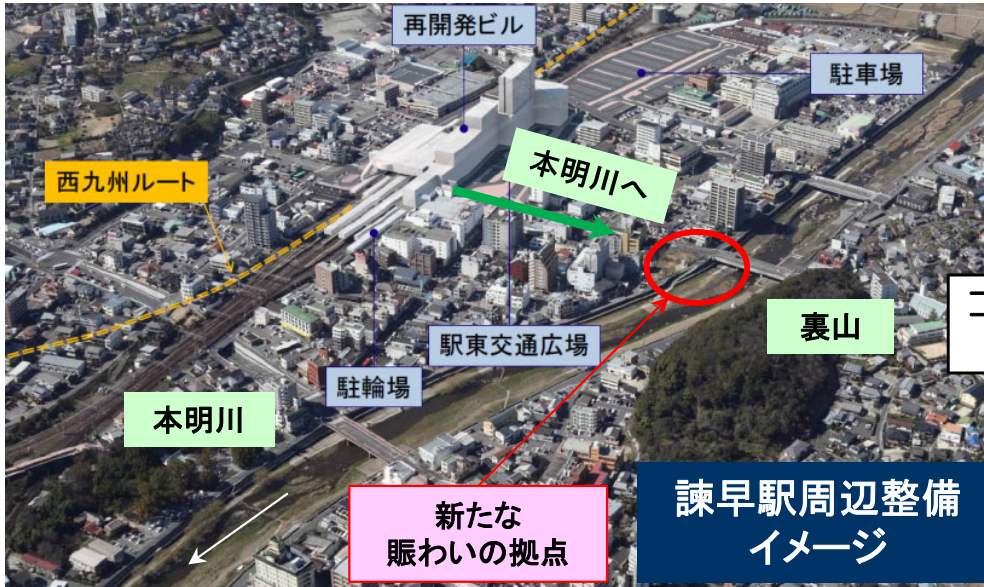 再開発ビル
駐車場
本明川へ
西九州ルート
裏山
駅東交通広場
駐輪場
本明川
新たな
賑わいの拠点
諫早駅周辺整備
イメージ